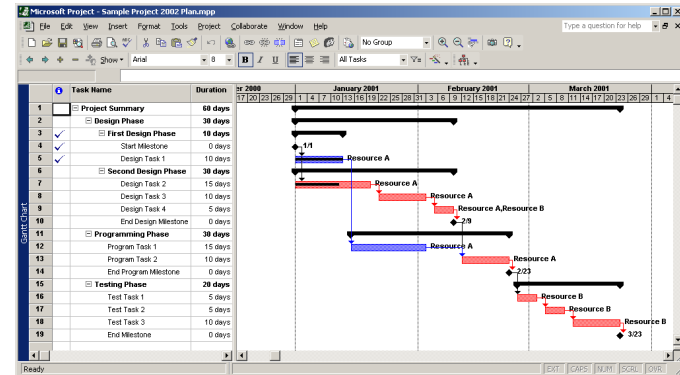 Microsoft Project - Sample Project 2002 Plan.mpp
File Edit View Insert Format Tools Project Collaborate Window Help
Type a question for help
No Group
Show Arial 8 B I U All Tasks
Task Name Duration
er 2000 January 2001 February 2001 March 2001
17 20 23 26 29 1 4 7 10 13 16 19 22 25 28 31 3 6 9 12 15 18 21 24 27 2 5 8 11 14 17 20 23 26 29 1 4
1 Project Summary 60 days
2 Design Phase 30 days
3 First Design Phase 10 days
4 Start Milestone 0 days 1/1
5 Design Task 1 10 days Resource A
6 Second Design Phase 30 days
7 Design Task 2 15 days Resource A
8 Design Task 3 10 days Resource A
9 Design Task 4 5 days Resource A,Resource B
10 End Design Milestone 0 days 2/9
11 Programming Phase 30 days
12 Program Task 1 15 days Resource A
13 Program Task 2 10 days Resource A
14 End Program Milestone 0 days 2/23
15 Testing Phase 20 days
16 Test Task 1 5 days Resource B
17 Test Task 2 5 days Resource B
18 Test Task 3 10 days Resource B
19 End Milestone 0 days 3/23
Gantt Chart
Ready EXT CAPS NUM SCRL OVR